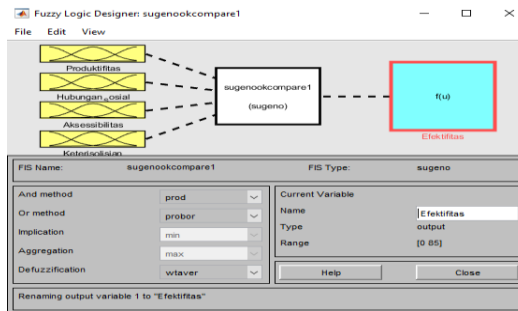 Fuzzy Logic Designer: sugenookcompare1
File Edit View
Produktifitas
Hubungan_sosial
Aksessibilitas
Keterisolisian
sugenookcompare1
(sugeno)
f(u)
Efektifitas
FIS Name: sugenookcompare1 FIS Type: sugeno
And method prod
Or method probor
Implication min
Aggregation max
Defuzzification wtaver
Current Variable
Name Efektifitas
Type output
Range [0 85]
Help Close
Renaming output variable 1 to "Efektifitas"